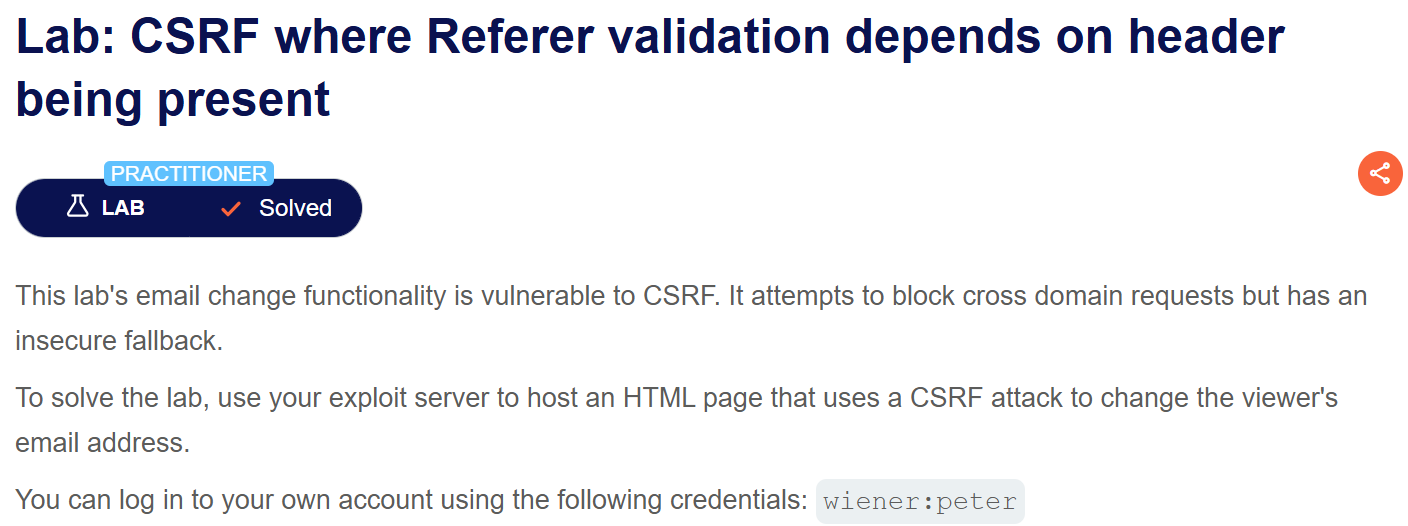 Lab: CSRF where Referer validation depends on header
being present
PRACTITIONER
LAB Solved
This lab's email change functionality is vulnerable to CSRF. It attempts to block cross domain requests but has an
insecure fallback.
To solve the lab, use your exploit server to host an HTML page that uses a CSRF attack to change the viewer's
email address.
You can log in to your own account using the following credentials: wiener:peter